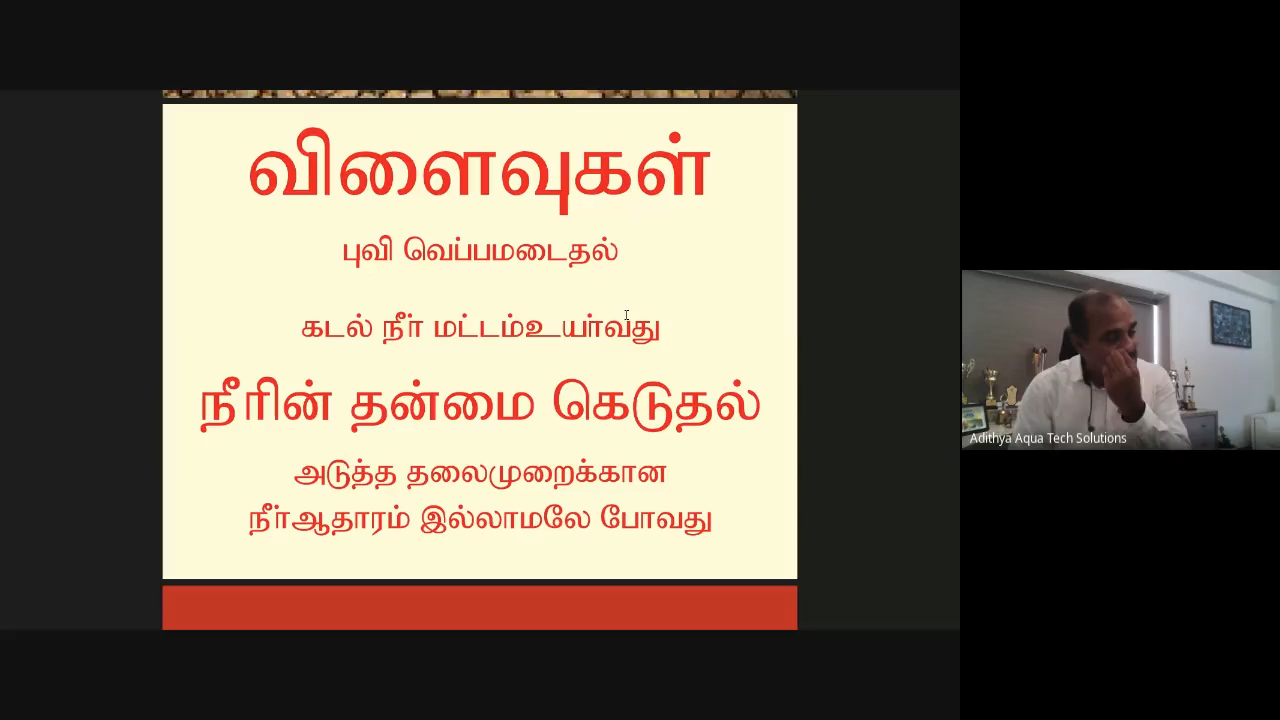 விளைவுகள்
புவி வெப்பமடைதல்
கடல் நீர் மட்டம்உயர்வது
நீரின் தன்மை கெடுதல்
அடுத்த தலைமுறைக்கான
நீர்ஆதாரம் இல்லாமலே போவது
Adithya Aqua Tech Solutions